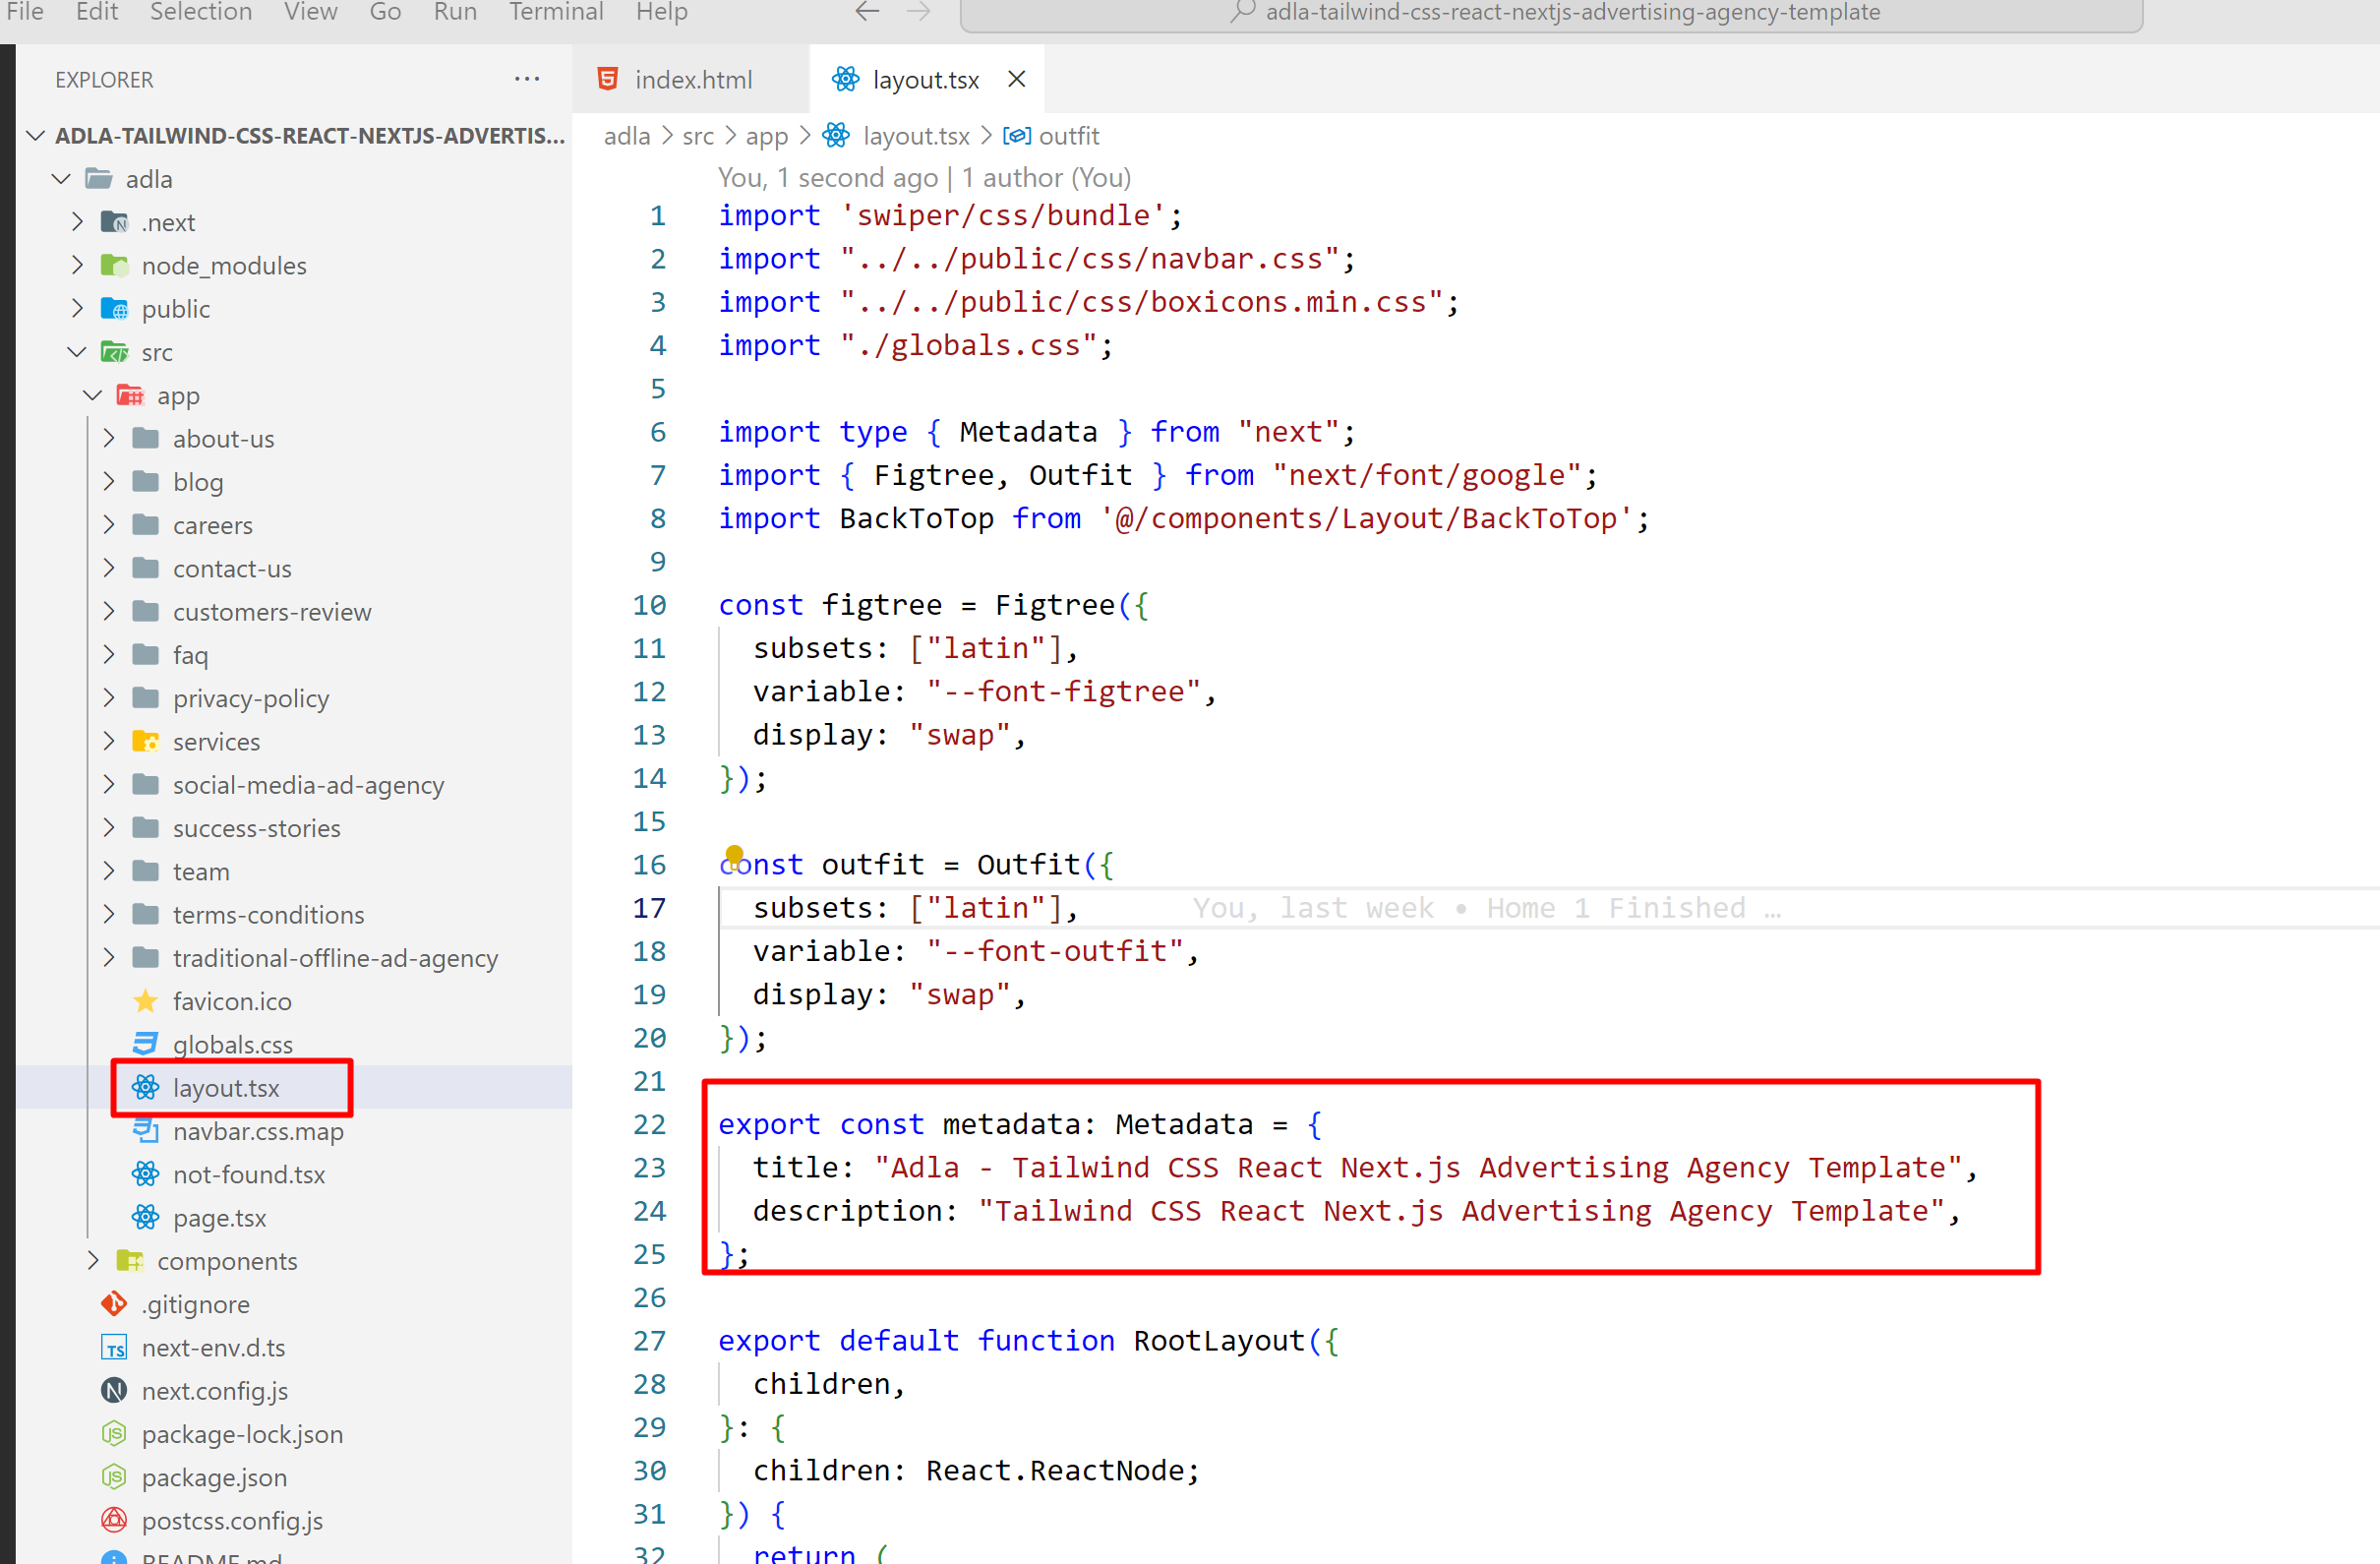 File Edit Selection View Go Run Terminal Help
adla-tailwind-css-react-nextjs-advertising-agency-template
EXPLORER
ADLA-TAILWIND-CSS-REACT-NEXTJS-ADVERTIS...
adla
.next
node_modules
public
src
app
about-us
blog
careers
contact-us
customers-review
faq
privacy-policy
services
social-media-ad-agency
success-stories
team
terms-conditions
traditional-offline-ad-agency
favicon.ico
globals.css
layout.tsx
navbar.css.map
not-found.tsx
page.tsx
components
.gitignore
next-env.d.ts
next.config.js
package-lock.json
package.json
postcss.config.js
README.md
index.html layout.tsx
adla > src > app > layout.tsx > outfit
You, 1 second ago | 1 author (You)
1 import 'swiper/css/bundle';
2 import "../../public/css/navbar.css";
3 import "../../public/css/boxicons.min.css";
4 import "./globals.css";
5
6 import type { Metadata } from "next";
7 import { Figtree, Outfit } from "next/font/google";
8 import BackToTop from '@/components/Layout/BackToTop';
9
10 const figtree = Figtree({
11 subsets: ["latin"],
12 variable: "--font-figtree",
13 display: "swap",
14 });
15
16 const outfit = Outfit({
17 subsets: ["latin"], You, last week • Home 1 Finished …
18 variable: "--font-outfit",
19 display: "swap",
20 });
21
22 export const metadata: Metadata = {
23 title: "Adla - Tailwind CSS React Next.js Advertising Agency Template",
24 description: "Tailwind CSS React Next.js Advertising Agency Template",
25 };
26
27 export default function RootLayout({
28 children,
29 }: {
30 children: React.ReactNode;
31 }) {
32 return (